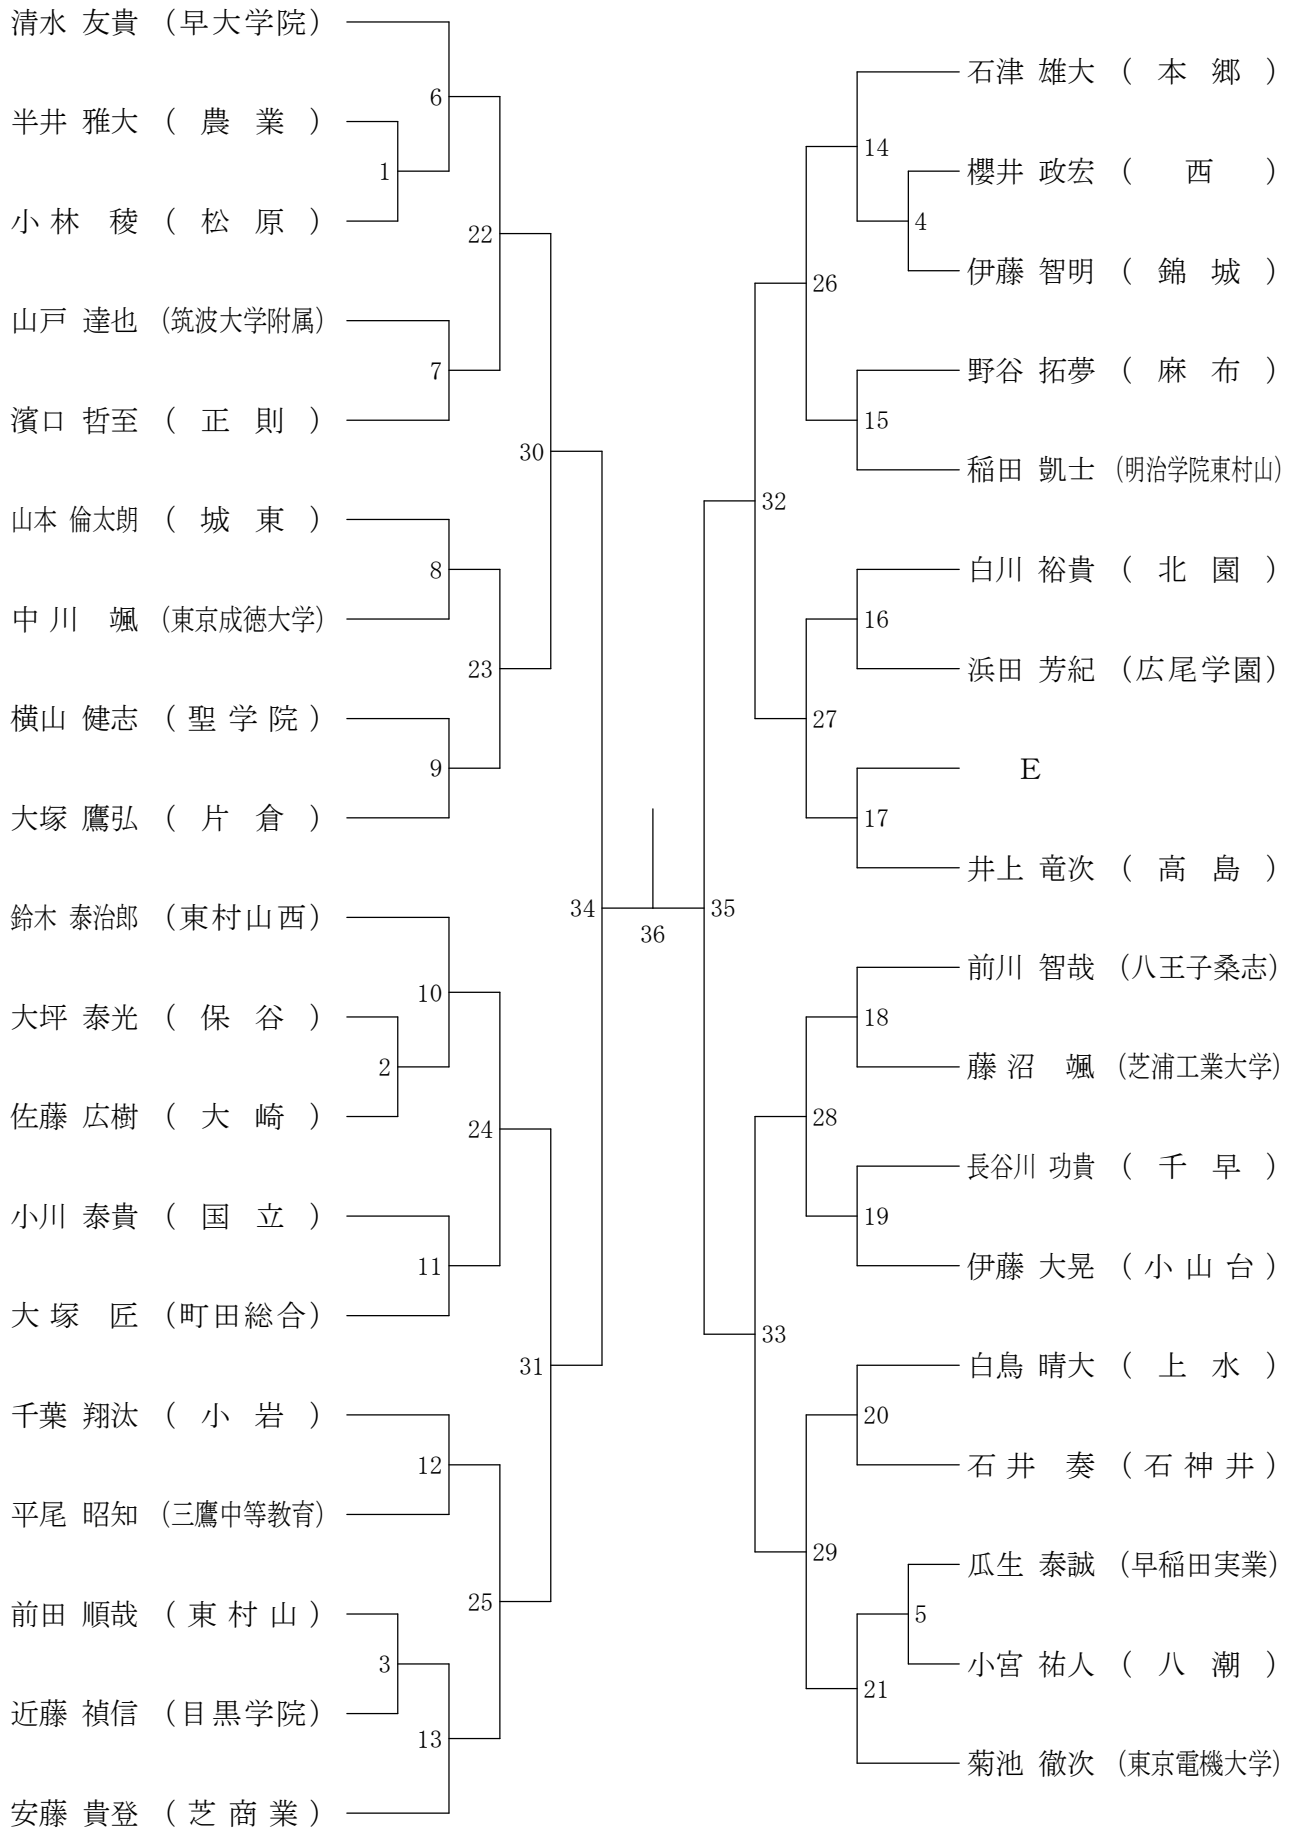 清水 友貴 （早大学院）
6
半井 雅大 （ 農 業 ）
1
小林 稜 （ 松 原 ）
22
山戸 達也 （筑波大学附属）
7
濱口 哲至 （ 正 則 ）
30
山本 倫太朗 （ 城 東 ）
8
中川 颯 （東京成徳大学）
23
横山 健志 （ 聖 学 院 ）
9
大塚 鷹弘 （ 片 倉 ）
34
鈴木 泰治郎 （東村山西）
10
大坪 泰光 （ 保 谷 ）
2
佐藤 広樹 （ 大 崎 ）
24
小川 泰貴 （ 国 立 ）
11
大塚 匠 （町田総合）
31
千葉 翔汰 （ 小 岩 ）
12
平尾 昭知 （三鷹中等教育）
25
前田 順哉 （ 東 村 山 ）
3
近藤 禎信 （目黒学院）
13
安藤 貴登 （ 芝 商 業 ）
36
石津 雄大 （ 本 郷 ）
14
櫻井 政宏 （ 西 ）
4
伊藤 智明 （ 錦 城 ）
26
野谷 拓夢 （ 麻 布 ）
15
稲田 凱士 （明治学院東村山）
32
白川 裕貴 （ 北 園 ）
16
浜田 芳紀 （広尾学園）
27
E
17
井上 竜次 （ 高 島 ）
35
前川 智哉 （八王子桑志）
18
藤沼 颯 （芝浦工業大学）
28
長谷川 功貴 （ 千 早 ）
19
伊藤 大晃 （ 小 山 台 ）
33
白鳥 晴大 （ 上 水 ）
20
石井 奏 （ 石 神 井 ）
29
瓜生 泰誠 （早稲田実業）
5
小宮 祐人 （ 八 潮 ）
21
菊池 徹次 （東京電機大学）